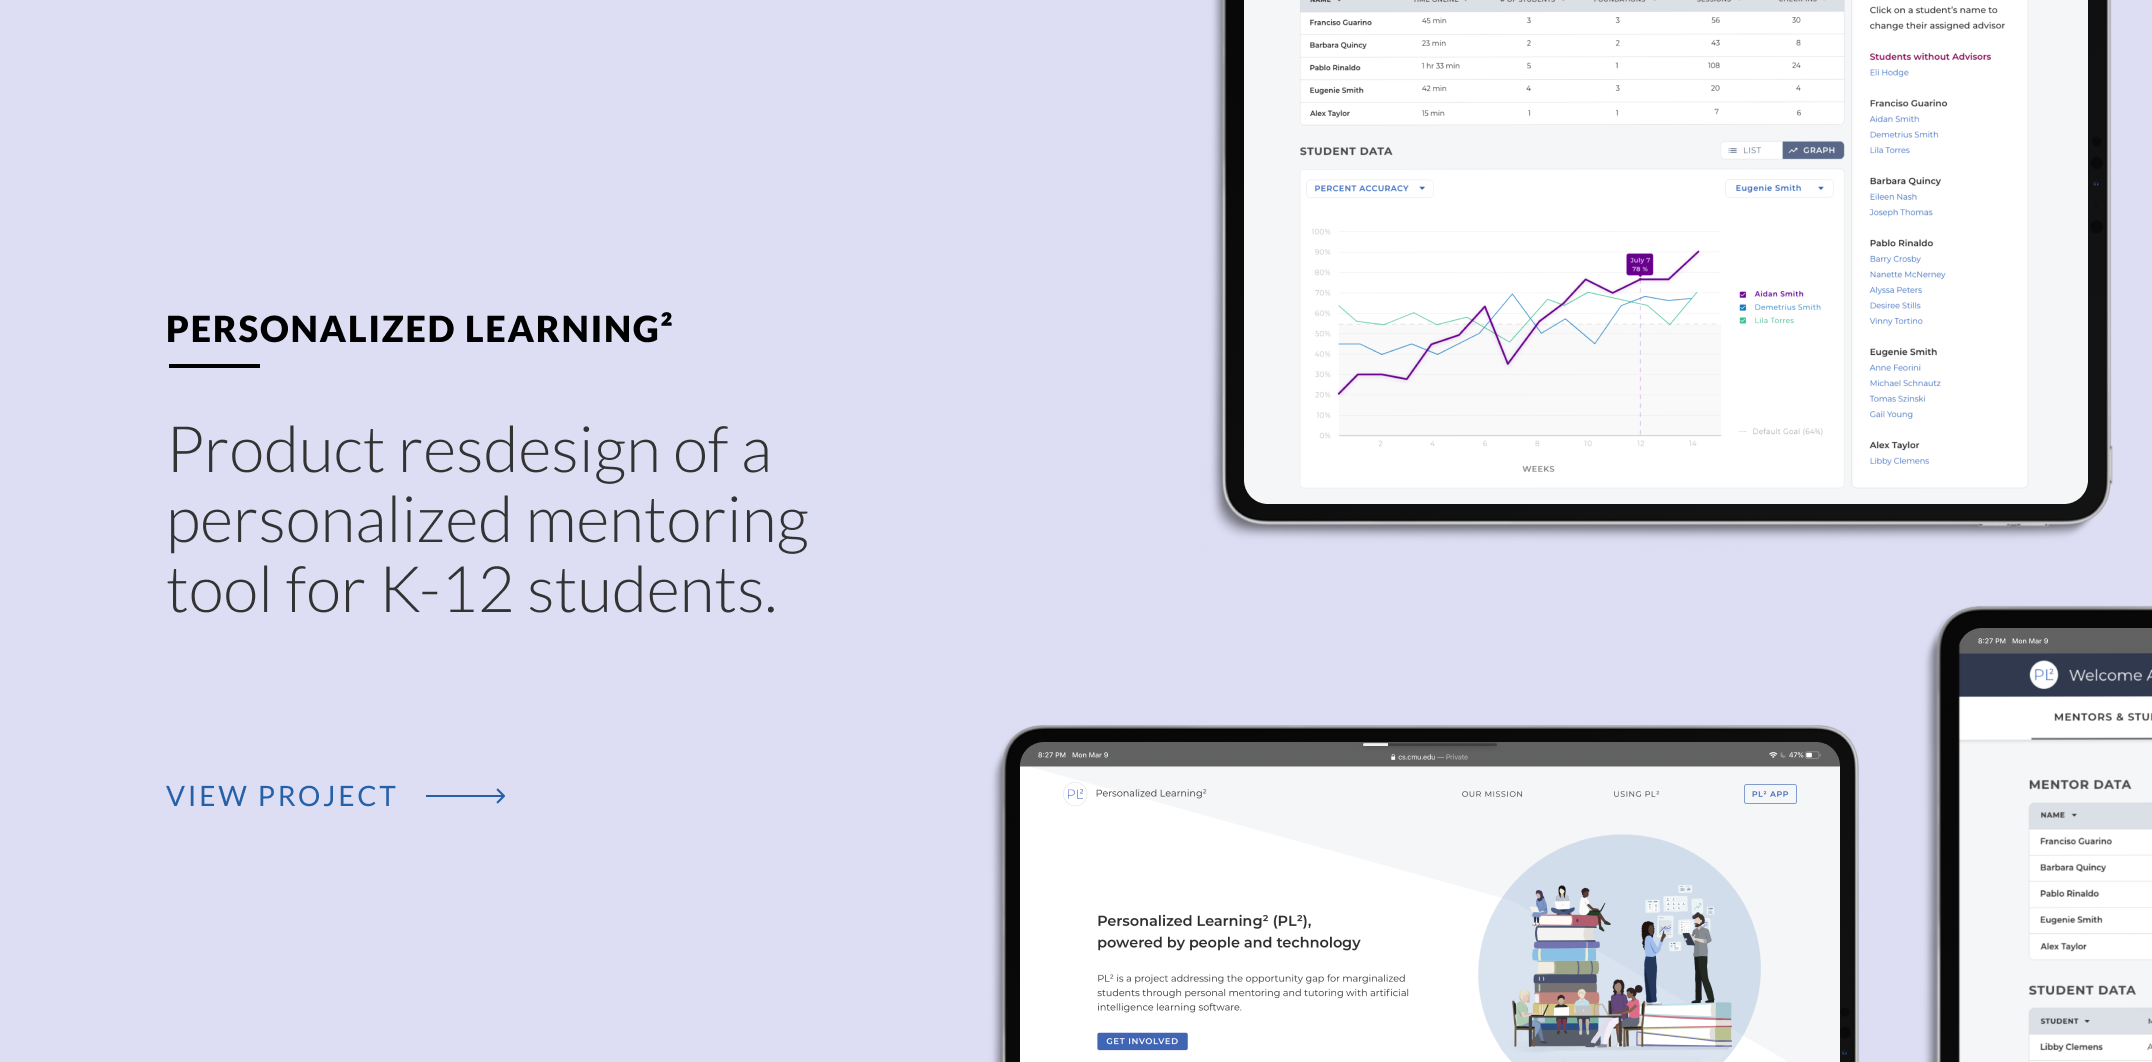 PERSONALIZED LEARNING²
Product resdesign of a
personalized mentoring
tool for K-12 students.
VIEW PROJECT
NAME TIME ONLINE # OF STUDENTS FOUNDATIONS SESSIONS
Franciso Guarino 45 min 3 3 56 30
Barbara Quincy 23 min 2 2 43 8
Pablo Rinaldo 1 hr 33 min 5 1 108 24
Eugenie Smith 42 min 4 3 20 4
Alex Taylor 15 min 1 1 7 6
STUDENT DATA
LIST GRAPH
PERCENT ACCURACY
Eugenie Smith
100%
90%
80%
70%
60%
50%
40%
30%
20%
10%
0%
July 7
78 %
Aidan Smith
Demetrius Smith
Lila Torres
Default Goal (64%)
2 4 6 8 10 12 14
WEEKS
Click on a student's name to
change their assigned advisor
Students without Advisors
Eli Hodge
Franciso Guarino
Aidan Smith
Demetrius Smith
Lila Torres
Barbara Quincy
Eileen Nash
Joseph Thomas
Pablo Rinaldo
Barry Crosby
Nanette McNerney
Alyssa Peters
Desiree Stills
Vinny Tortino
Eugenie Smith
Anne Feorini
Michael Schnautz
Tomas Szinski
Gail Young
Alex Taylor
Libby Clemens
8:27 PM Mon Mar 9
cs.cmu.edu — Private
47%
PL² Personalized Learning²
OUR MISSION
USING PL²
PL² APP
Personalized Learning² (PL²),
powered by people and technology
PL² is a project addressing the opportunity gap for marginalized
students through personal mentoring and tutoring with artificial
intelligence learning software.
GET INVOLVED
8:27 PM Mon Mar 9
PL² Welcome A
MENTORS & STU
MENTOR DATA
NAME
Franciso Guarino
Barbara Quincy
Pablo Rinaldo
Eugenie Smith
Alex Taylor
STUDENT DATA
STUDENT M
Libby Clemens A